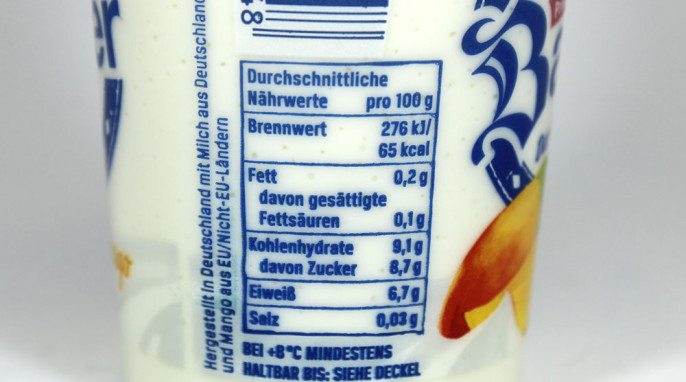 Hergestellt in Deutschland mit Milch aus Deutschland
und Mango aus EU/Nicht-EU-Ländern
Durchschnittliche
Nährwerte pro 100 g
Brennwert 276 kJ/
65 kcal
Fett 0,2 g
davon gesättigte
Fettsäuren 0,1 g
Kohlenhydrate 9,1 g
davon Zucker 8,7 g
Eiweiß 6,7 g
Salz 0,03 g
BEI +8°C MINDESTENS
HALTBAR BIS: SIEHE DECKEL